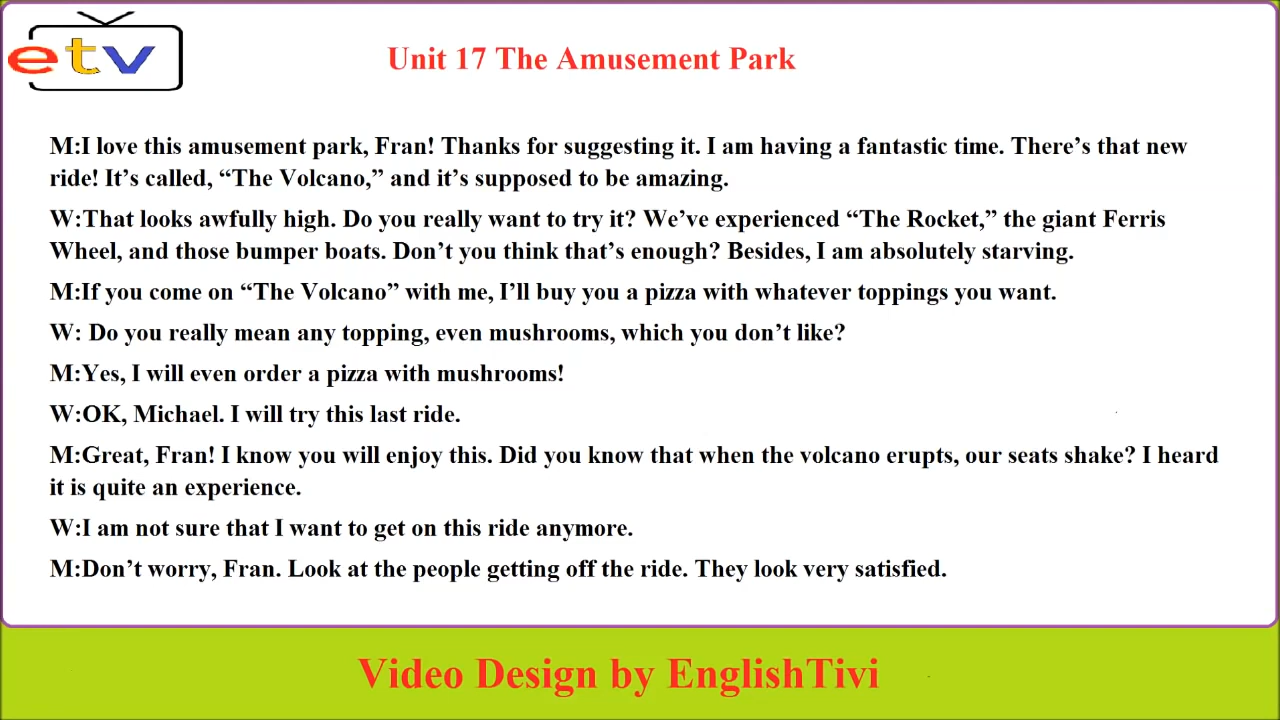 etv
Unit 17 The Amusement Park
M:I love this amusement park, Fran! Thanks for suggesting it. I am having a fantastic time. There’s that new
ride! It’s called, “The Volcano,” and it’s supposed to be amazing.
W:That looks awfully high. Do you really want to try it? We’ve experienced “The Rocket,” the giant Ferris
Wheel, and those bumper boats. Don’t you think that’s enough? Besides, I am absolutely starving.
M:If you come on “The Volcano” with me, I’ll buy you a pizza with whatever toppings you want.
W: Do you really mean any topping, even mushrooms, which you don’t like?
M:Yes, I will even order a pizza with mushrooms!
W:OK, Michael. I will try this last ride.
M:Great, Fran! I know you will enjoy this. Did you know that when the volcano erupts, our seats shake? I heard
it is quite an experience.
W:I am not sure that I want to get on this ride anymore.
M:Don’t worry, Fran. Look at the people getting off the ride. They look very satisfied.
Video Design by EnglishTivi